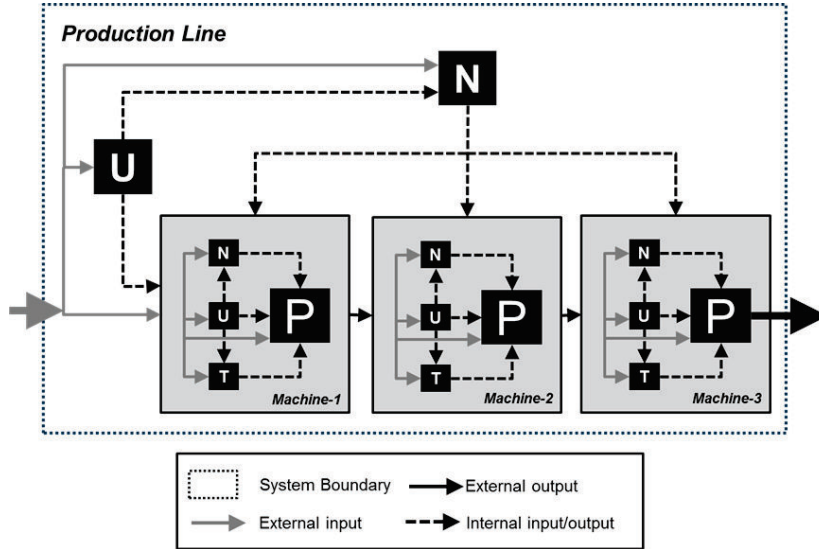 Production Line
N
U
N
U
P
T
Machine-1
N
U
P
T
Machine-2
N
U
P
T
Machine-3
System Boundary
External output
External input
Internal input/output